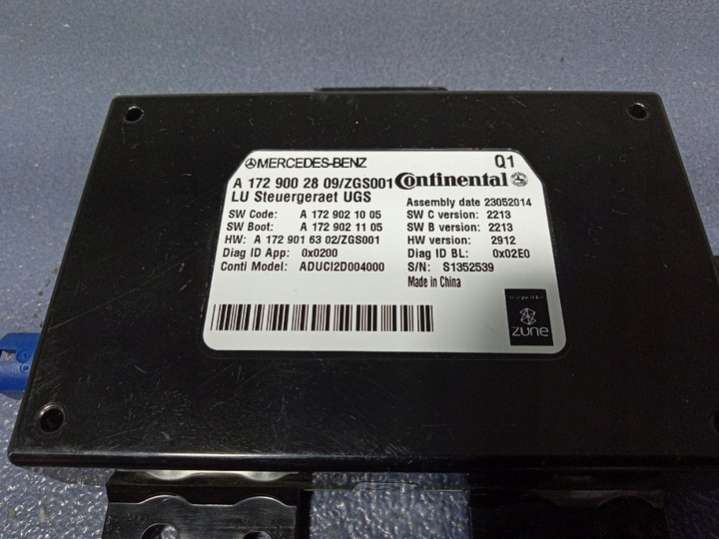 MERCEDES-BENZ
Q1
A 172 900 28 09/ZGS001
Continental
LU Steuergeraet UGS
Assembly date 23052014
SW Code: A 172 902 10 05
SW C version: 2213
SW Boot: A 172 902 11 05
SW B version: 2213
HW: A 172 901 63 02/ZGS001
HW version: 2912
Diag ID App: 0x0200
Diag ID BL: 0x02E0
Conti Model: ADUCI2D004000
S/N: S1352539
Made in China
zune